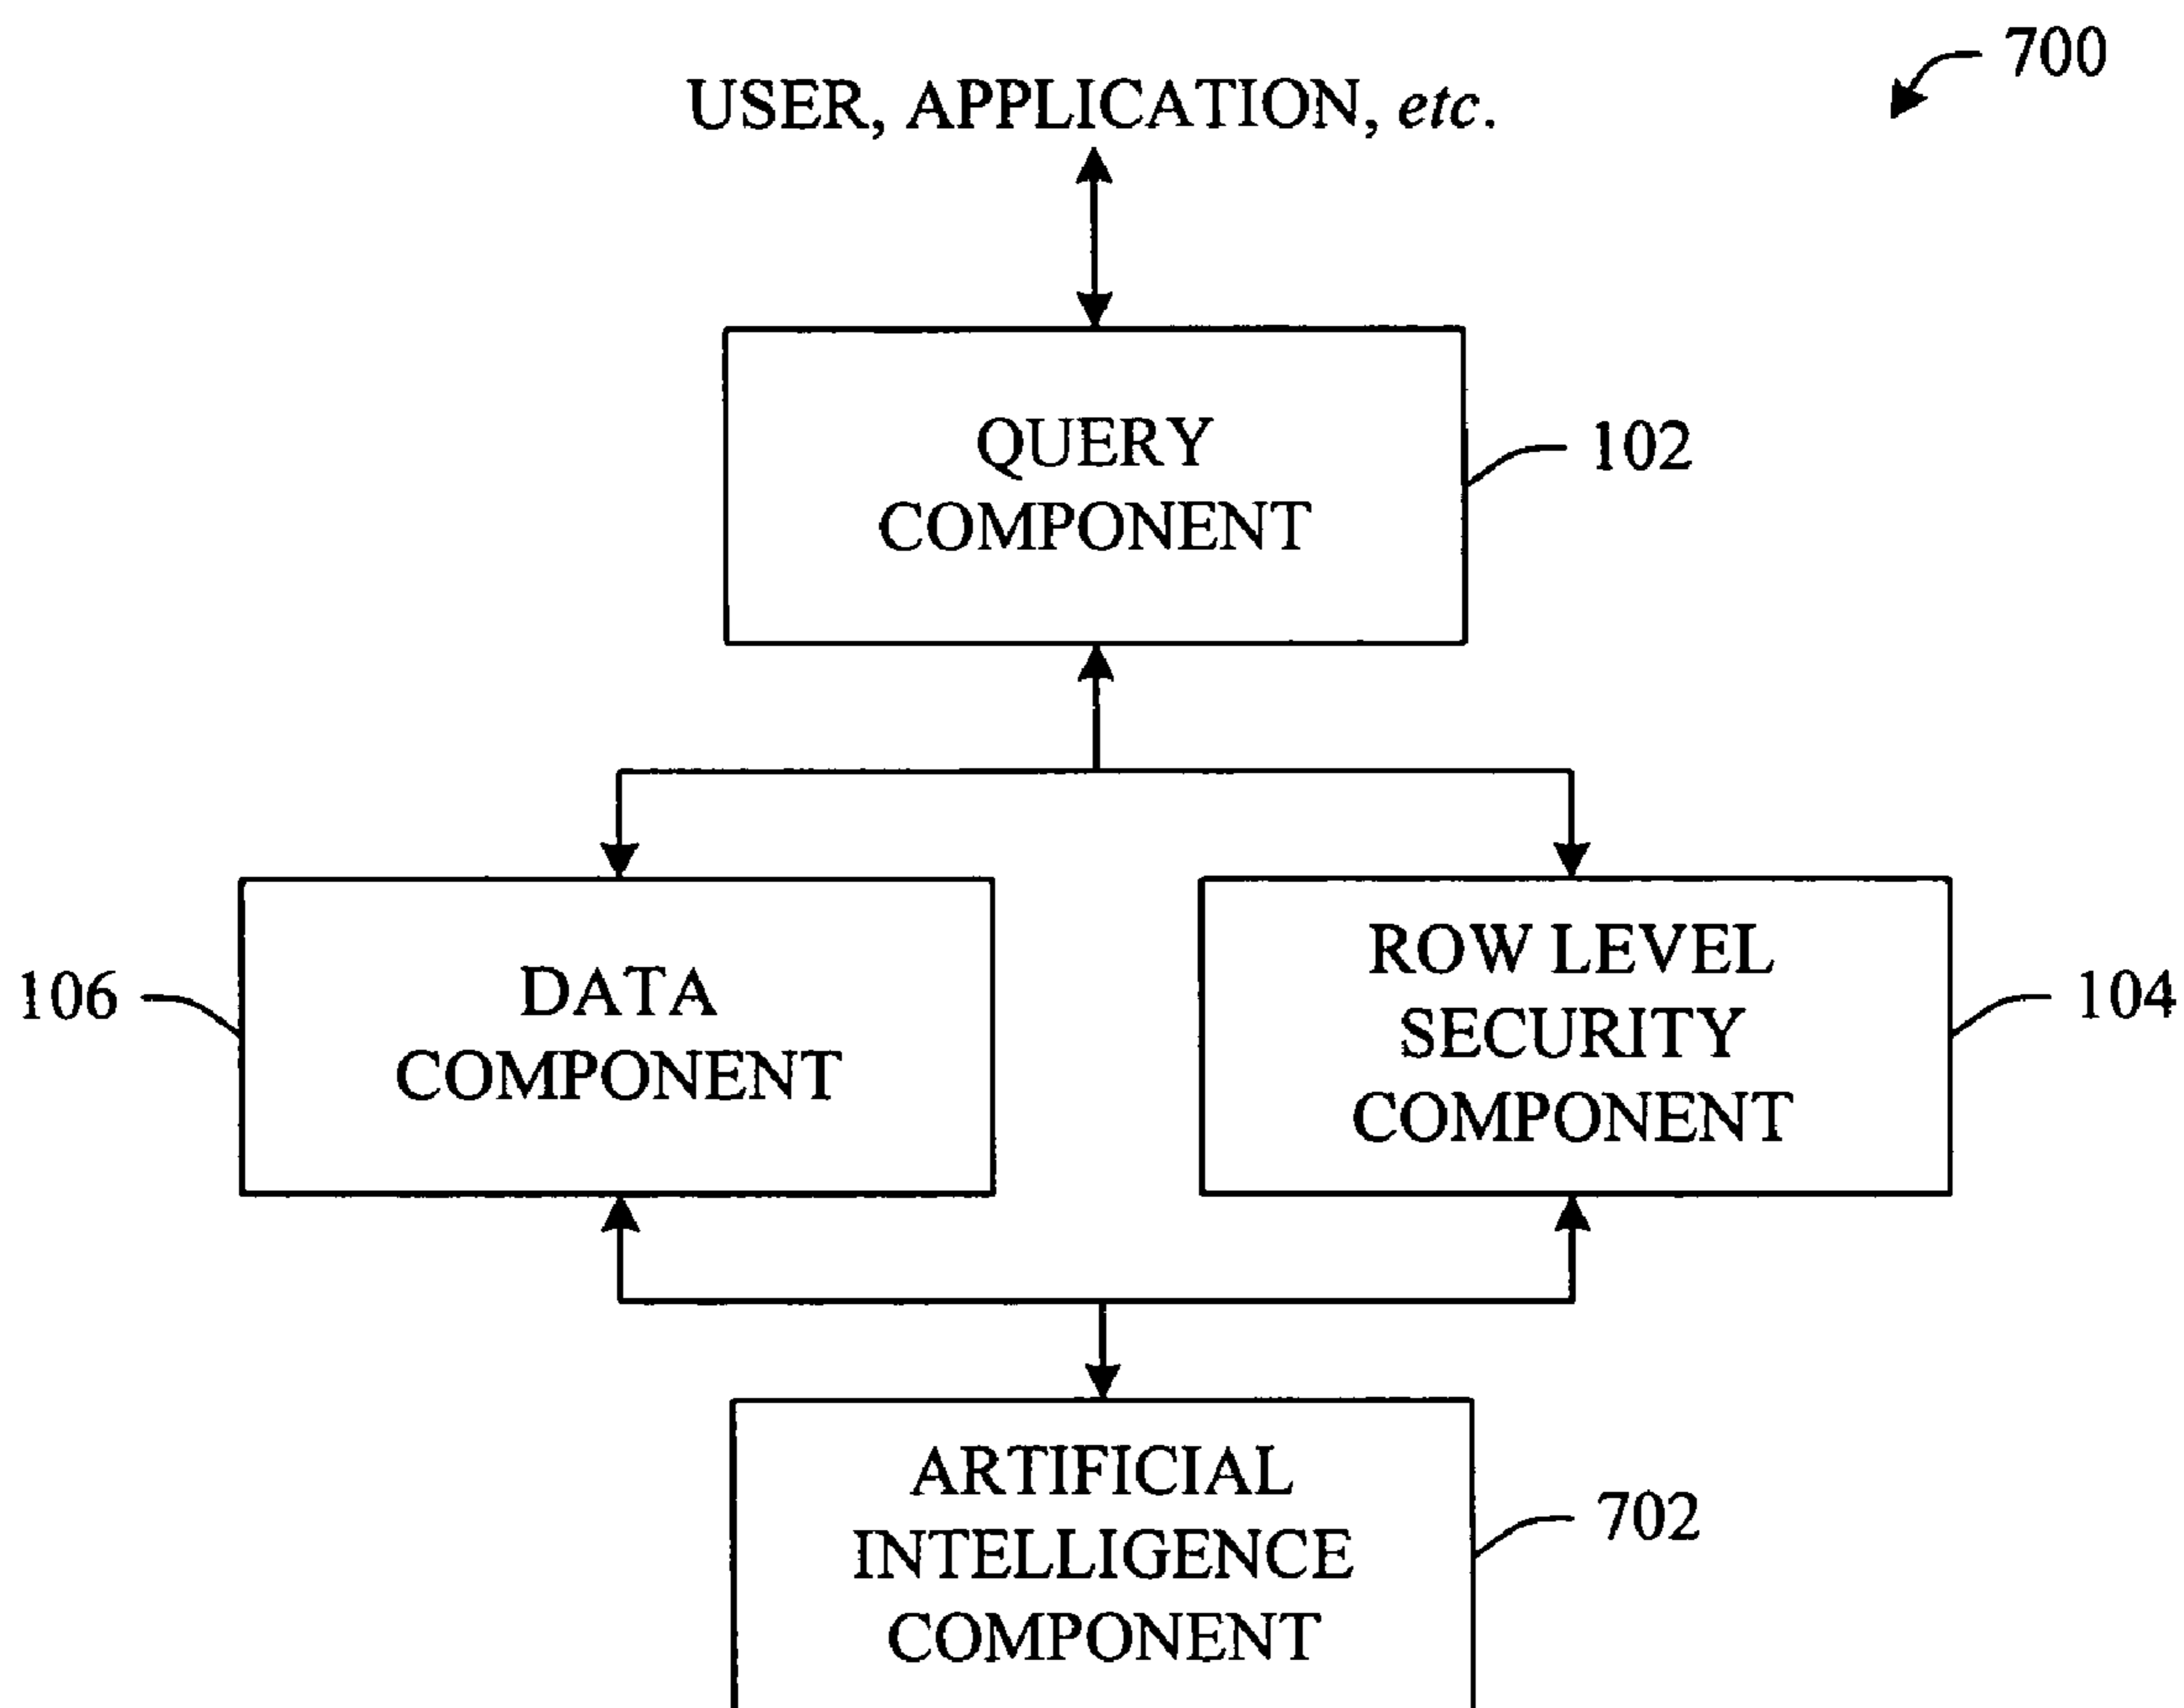 700
USER, APPLICATION, etc.
QUERY
COMPONENT
102
DATA
COMPONENT
106
ROW LEVEL
SECURITY
COMPONENT
104
ARTIFICIAL
INTELLIGENCE
COMPONENT
702